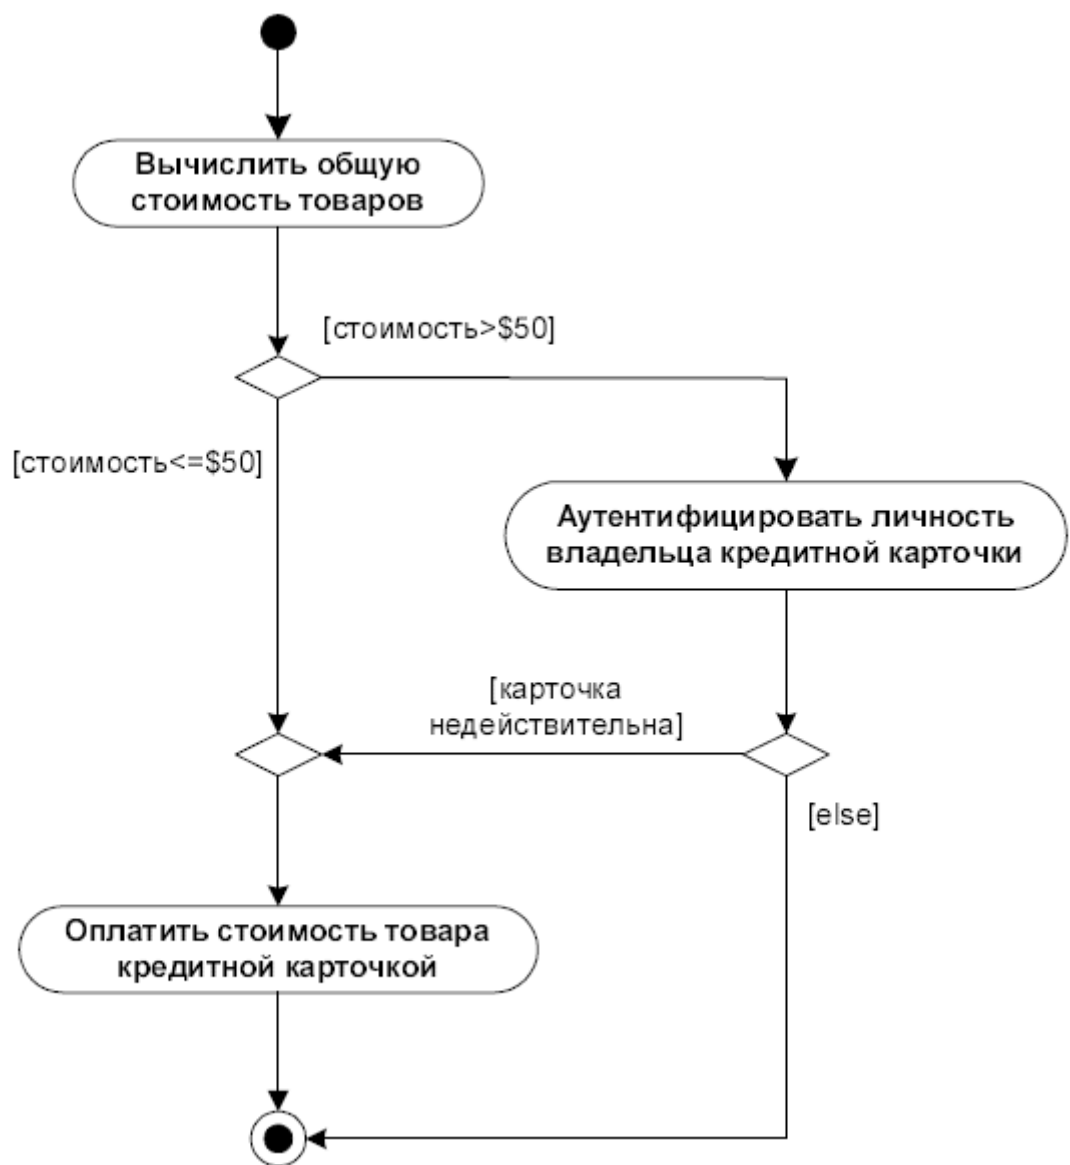 Вычислить общую
стоимость товаров
[стоимость>$50]
[стоимость<=$50]
Аутентифицировать личность
владельца кредитной карточки
[карточка
недействительна]
[else]
Оплатить стоимость товара
кредитной карточкой